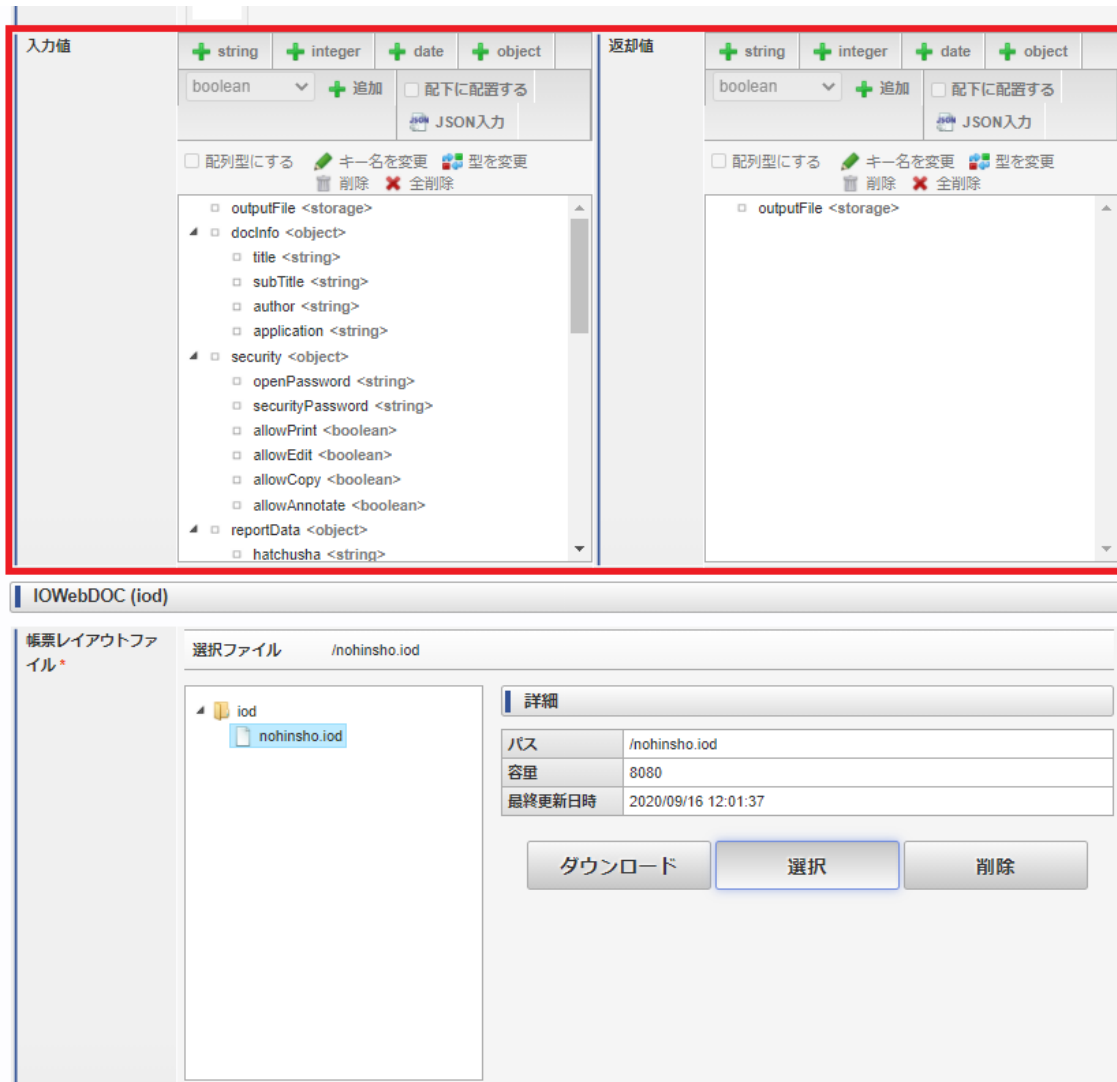 入力値
string integer date object
boolean 追加 配下に配置する
JSON入力
配列型にする キー名を変更 型を変更
削除 全削除
outputFile <storage>
docInfo <object>
title <string>
subTitle <string>
author <string>
application <string>
security <object>
openPassword <string>
securityPassword <string>
allowPrint <boolean>
allowEdit <boolean>
allowCopy <boolean>
allowAnnotate <boolean>
reportData <object>
hatchusha <string>
返却値
string integer date object
boolean 追加 配下に配置する
JSON入力
配列型にする キー名を変更 型を変更
削除 全削除
outputFile <storage>
IOWebDOC (iod)
帳票レイアウトファ
イル *
選択ファイル /nohinsho.iod
iod
nohinsho.iod
詳細
パス /nohinsho.iod
容量 8080
最終更新日時 2020/09/16 12:01:37
ダウンロード 選択 削除